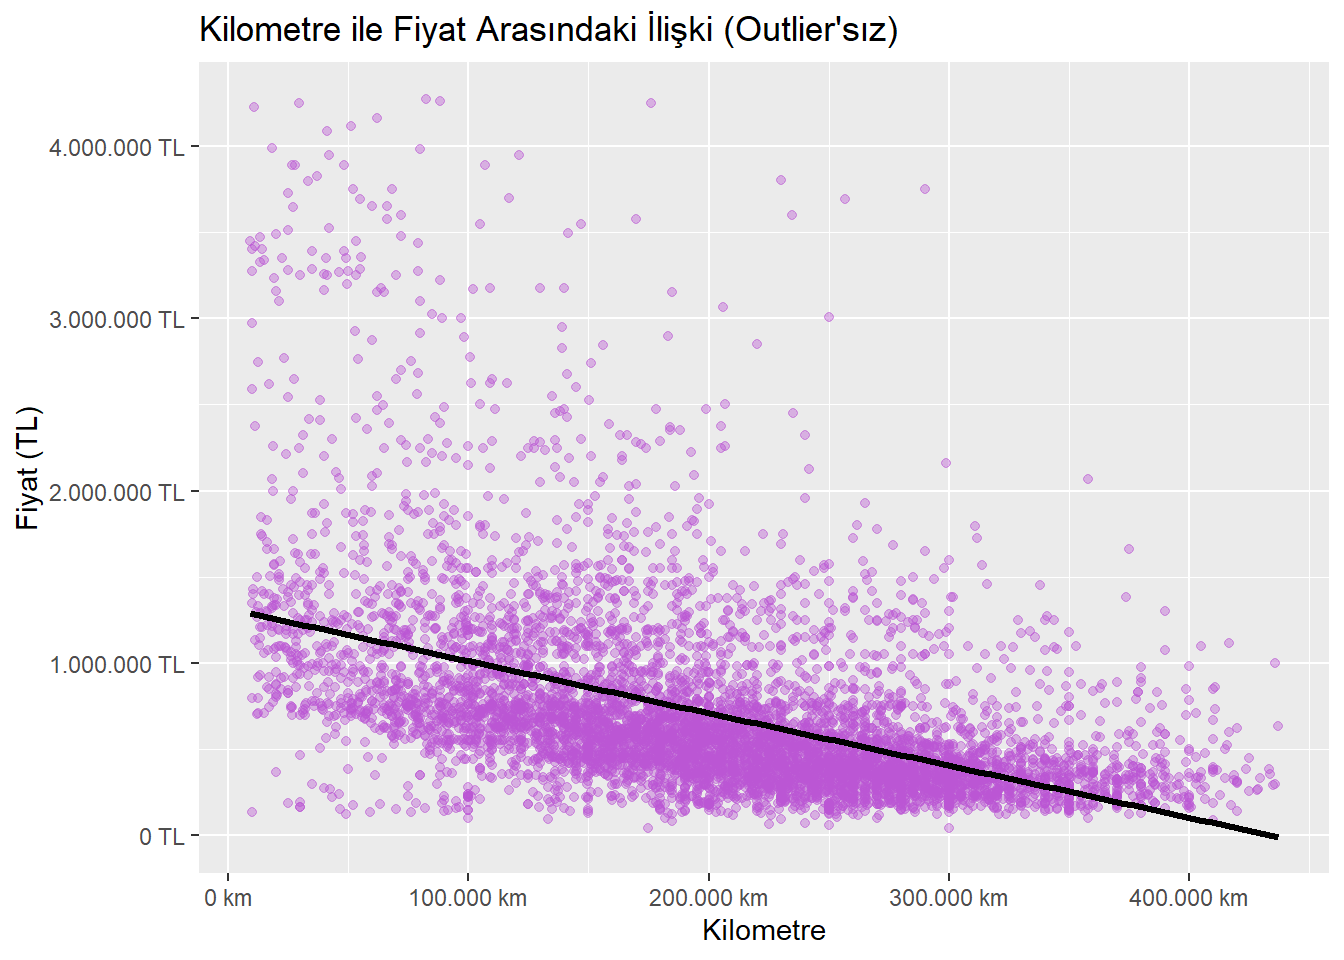 Kilometre ile Fiyat Arasındaki İlişki (Outlier'sız)
Fiyat (TL)
4.000.000 TL
3.000.000 TL
2.000.000 TL
1.000.000 TL
0 TL
0 km
100.000 km
200.000 km
300.000 km
400.000 km
Kilometre